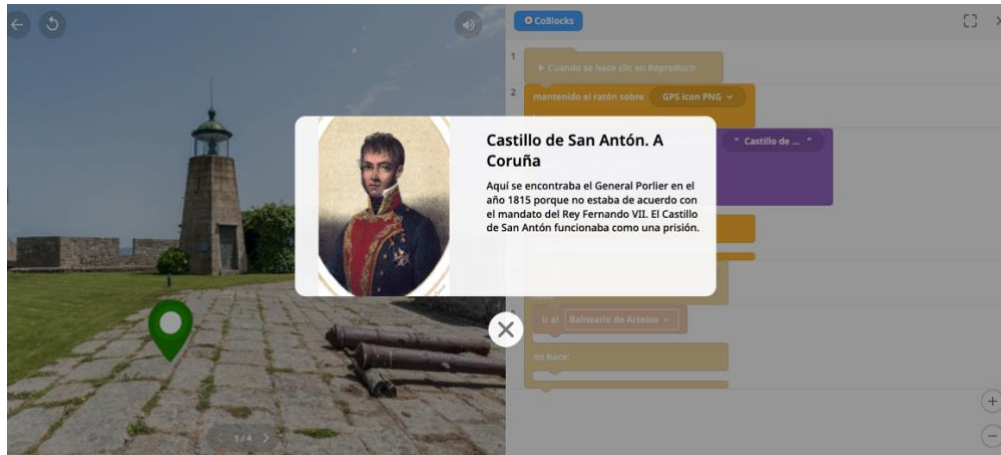 CoBlocks
1
Cuando se hace clic en Reproducir
2
mantenido el ratón sobre GPS icon PNG
" Castillo de ... "
Castillo de San Antón. A
Coruña
Aquí se encontraba el General Porlier en el
año 1815 porque no estaba de acuerdo con
el mandato del Rey Fernando VII. El Castillo
de San Antón funcionaba como una prisión.
Ir al Balneario de Arteixo
no hace:
1/4